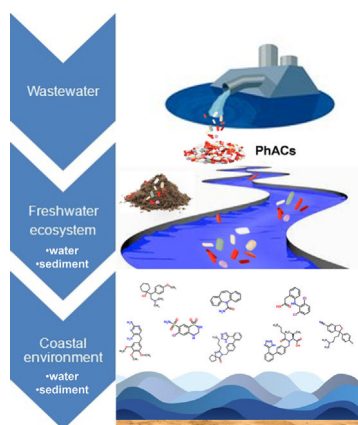 Wastewater
PhACs
Freshwater
ecosystem
•water
•sediment
Coastal
environment
•water
•sediment